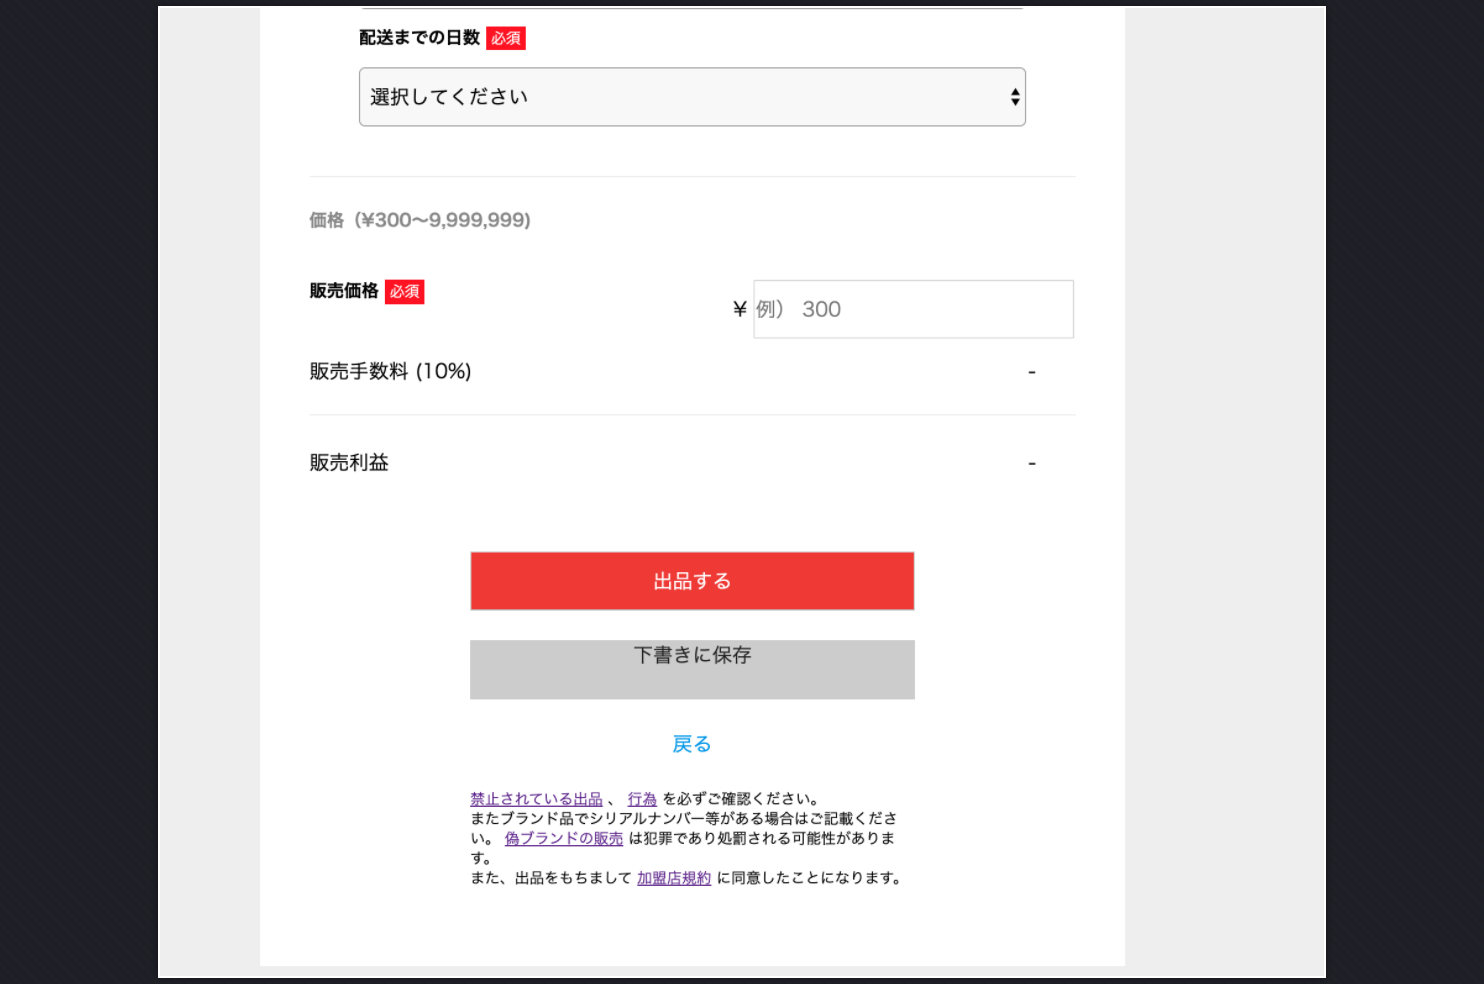 配送までの日数 必須
選択してください
価格（¥300〜9,999,999)
販売価格 必須
¥ 例） 300
販売手数料 (10%) -
販売利益 -
出品する
下書きに保存
戻る
禁止されている出品 、 行為 を必ずご確認ください。
またブランド品でシリアルナンバー等がある場合はご記載くださ
い。 偽ブランドの販売 は犯罪であり処罰される可能性がありま
す。
また、出品をもちまして 加盟店規約 に同意したことになります。